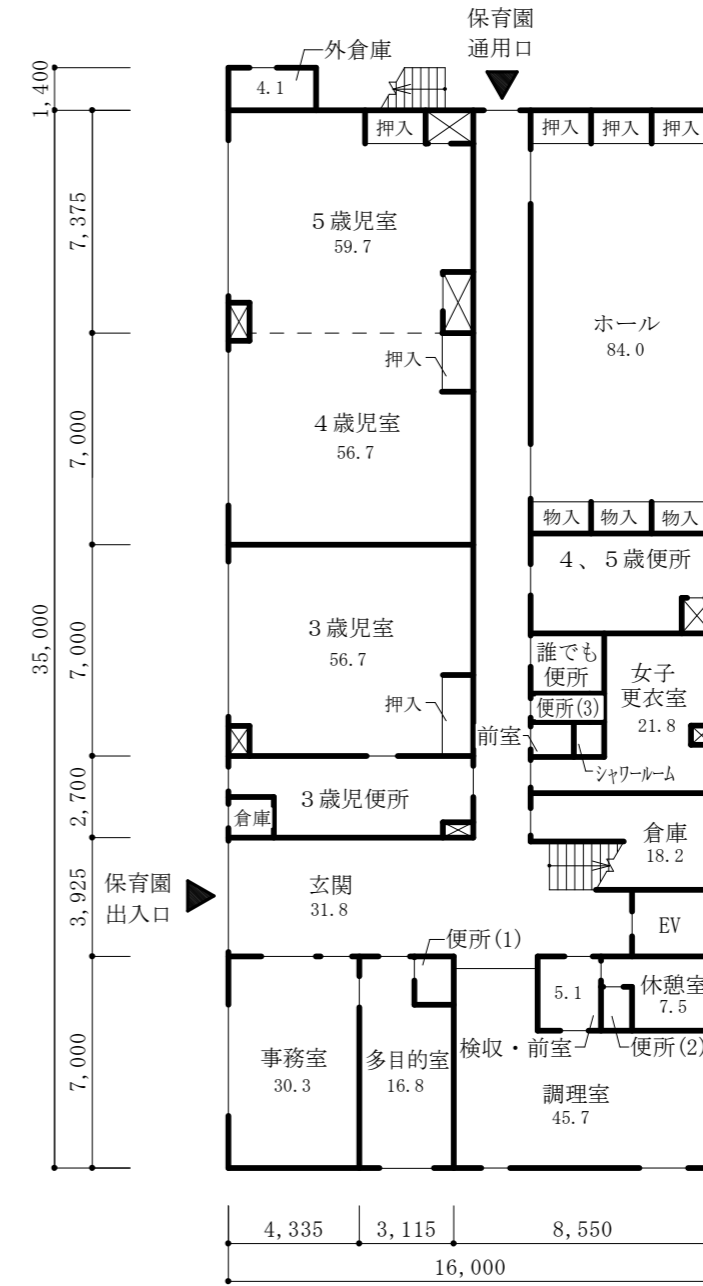 保育園
通用口
外倉庫
4.1
1,400
押入
押入
押入
押入
5歳児室
59.7
7,375
ホール
84.0
押入
4歳児室
56.7
7,000
物入
物入
物入
4、5歳便所
35,000
7,000
3歳児室
56.7
誰でも
便所
女子
更衣室
21.8
便所(3)
押入
前室
シャワールーム
2,700
3歳児便所
倉庫
倉庫
18.2
3,925
保育園
出入口
玄関
31.8
EV
便所(1)
5.1
休憩室
7.5
検収・前室
便所(2)
7,000
事務室
30.3
多目的室
16.8
調理室
45.7
4,335
3,115
8,550
16,000